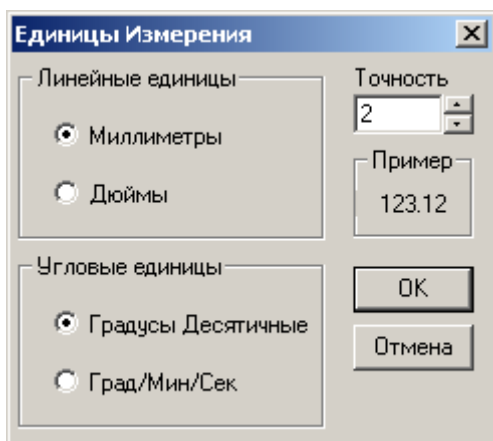 Единицы Измерения
Линейные единицы
Миллиметры
Дюймы
Угловые единицы
Градусы Десятичные
Град/Мин/Сек
Точность
2
Пример
123.12
OK
Отмена